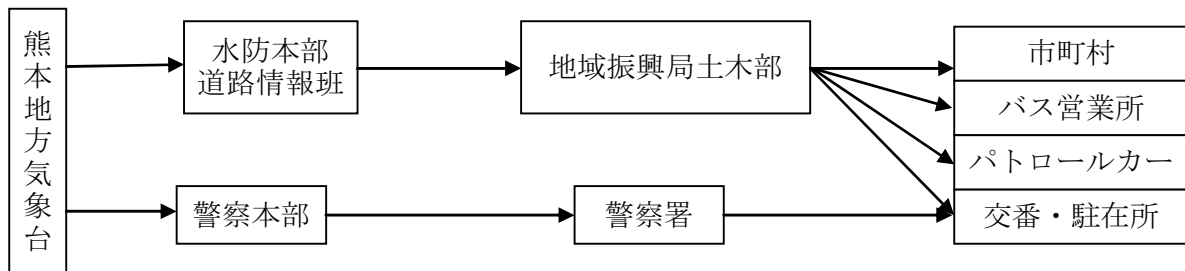 熊本地方気象台
水防本部
道路情報班
地域振興局土木部
市町村
バス営業所
パトロールカー
警察本部
警察署
交番・駐在所